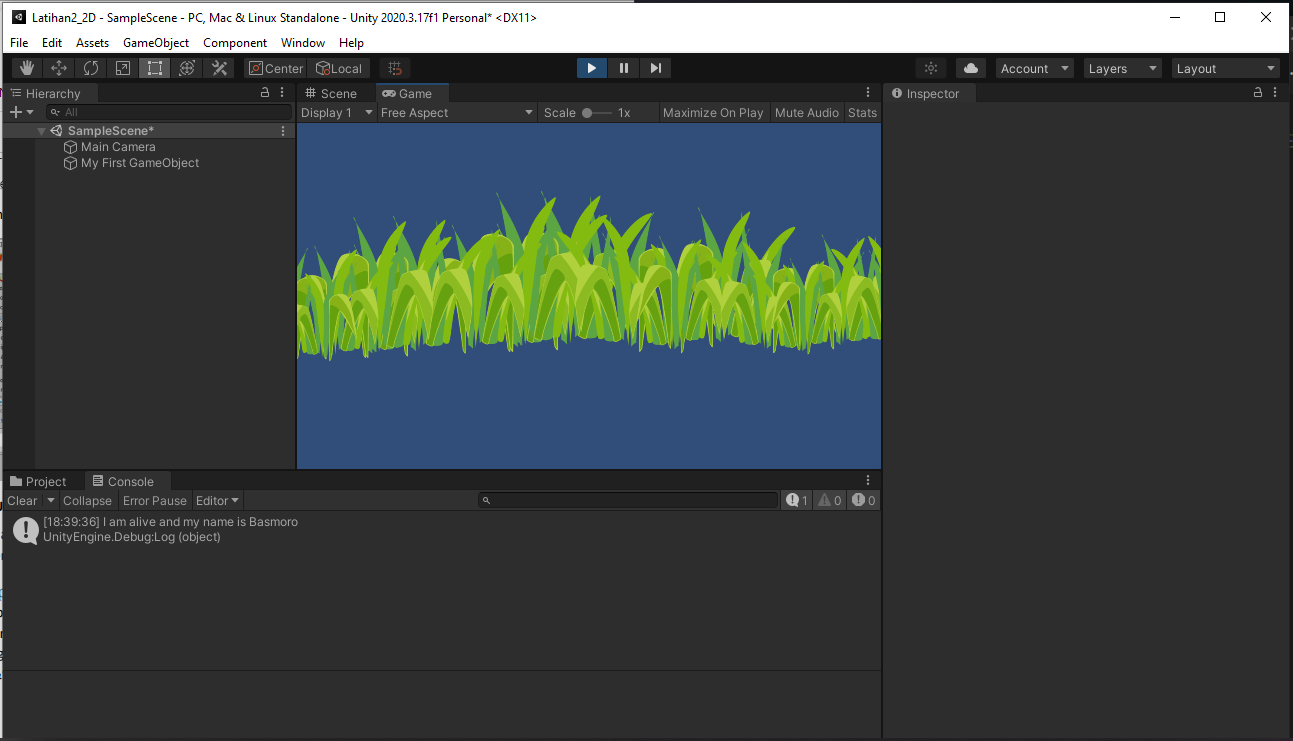 Latihan2_2D - SampleScene - PC, Mac & Linux Standalone - Unity 2020.3.17f1 Personal* <DX11>
File Edit Assets GameObject Component Window Help
Center Local Account Layers Layout
Hierarchy Scene Game Inspector
All Display 1 Free Aspect Scale 1x Maximize On Play Mute Audio Stats
SampleScene*
Main Camera
My First GameObject
Project Console
Clear Collapse Error Pause Editor 1 0 0
[18:39:36] I am alive and my name is Basmoro
UnityEngine.Debug:Log (object)